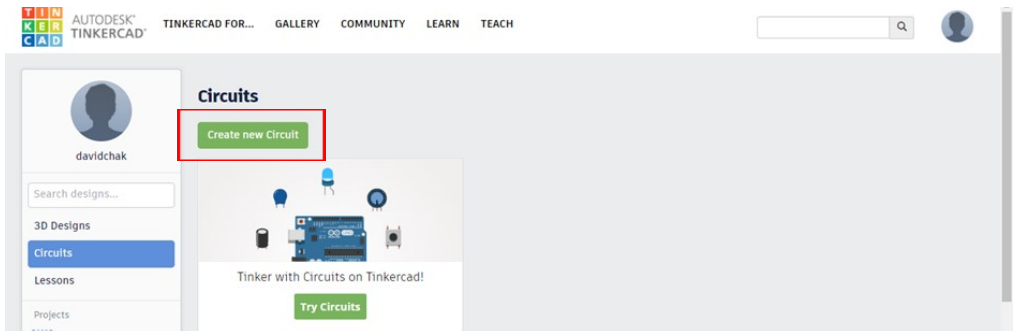 TIN
KER
CAD
AUTODESK®
TINKERCAD®
TINKERCAD FOR... GALLERY COMMUNITY LEARN TEACH
davidchak
Search designs...
3D Designs
Circuits
Lessons
Projects
Circuits
Create new Circuit
Tinker with Circuits on Tinkercad!
Try Circuits